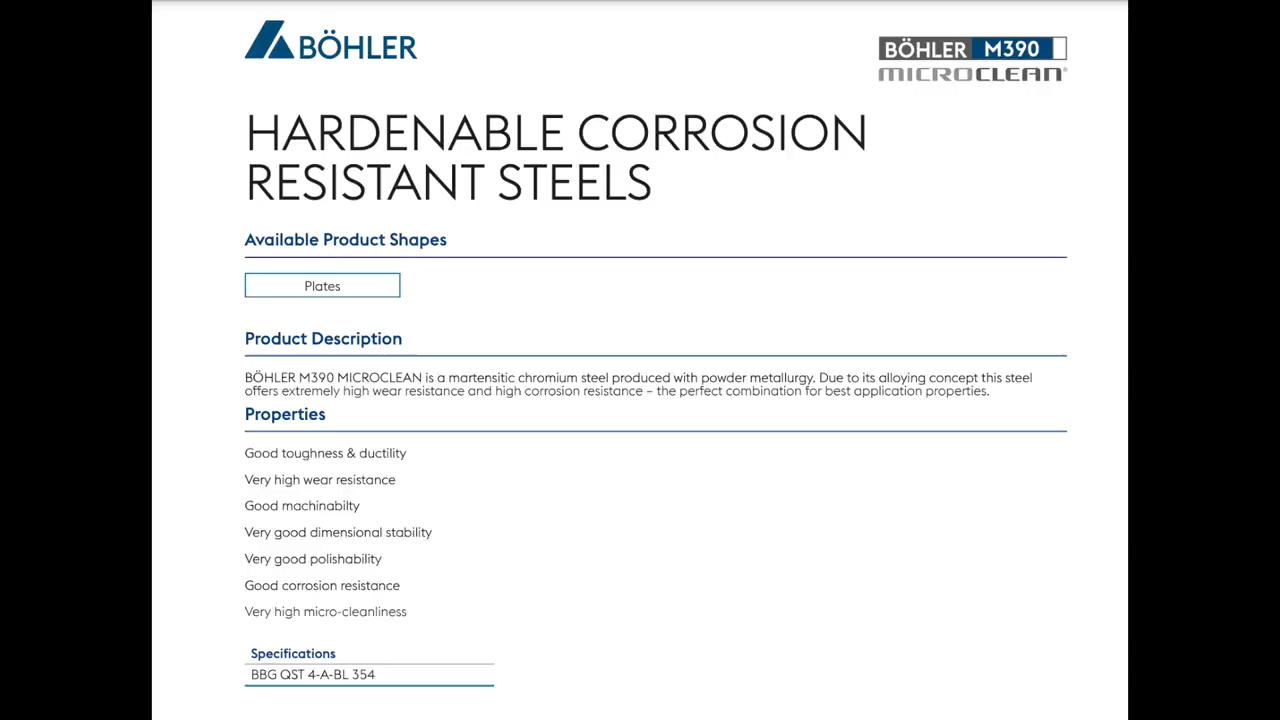 BÖHLER
BÖHLER M390
MICROCLEAN®
HARDENABLE CORROSION
RESISTANT STEELS
Available Product Shapes
Plates
Product Description
BÖHLER M390 MICROCLEAN is a martensitic chromium steel produced with powder metallurgy. Due to its alloying concept this steel
offers extremely high wear resistance and high corrosion resistance – the perfect combination for best application properties.
Properties
Good toughness & ductility
Very high wear resistance
Good machinabilty
Very good dimensional stability
Very good polishability
Good corrosion resistance
Very high micro-cleanliness
Specifications
BBG QST 4-A-BL 354